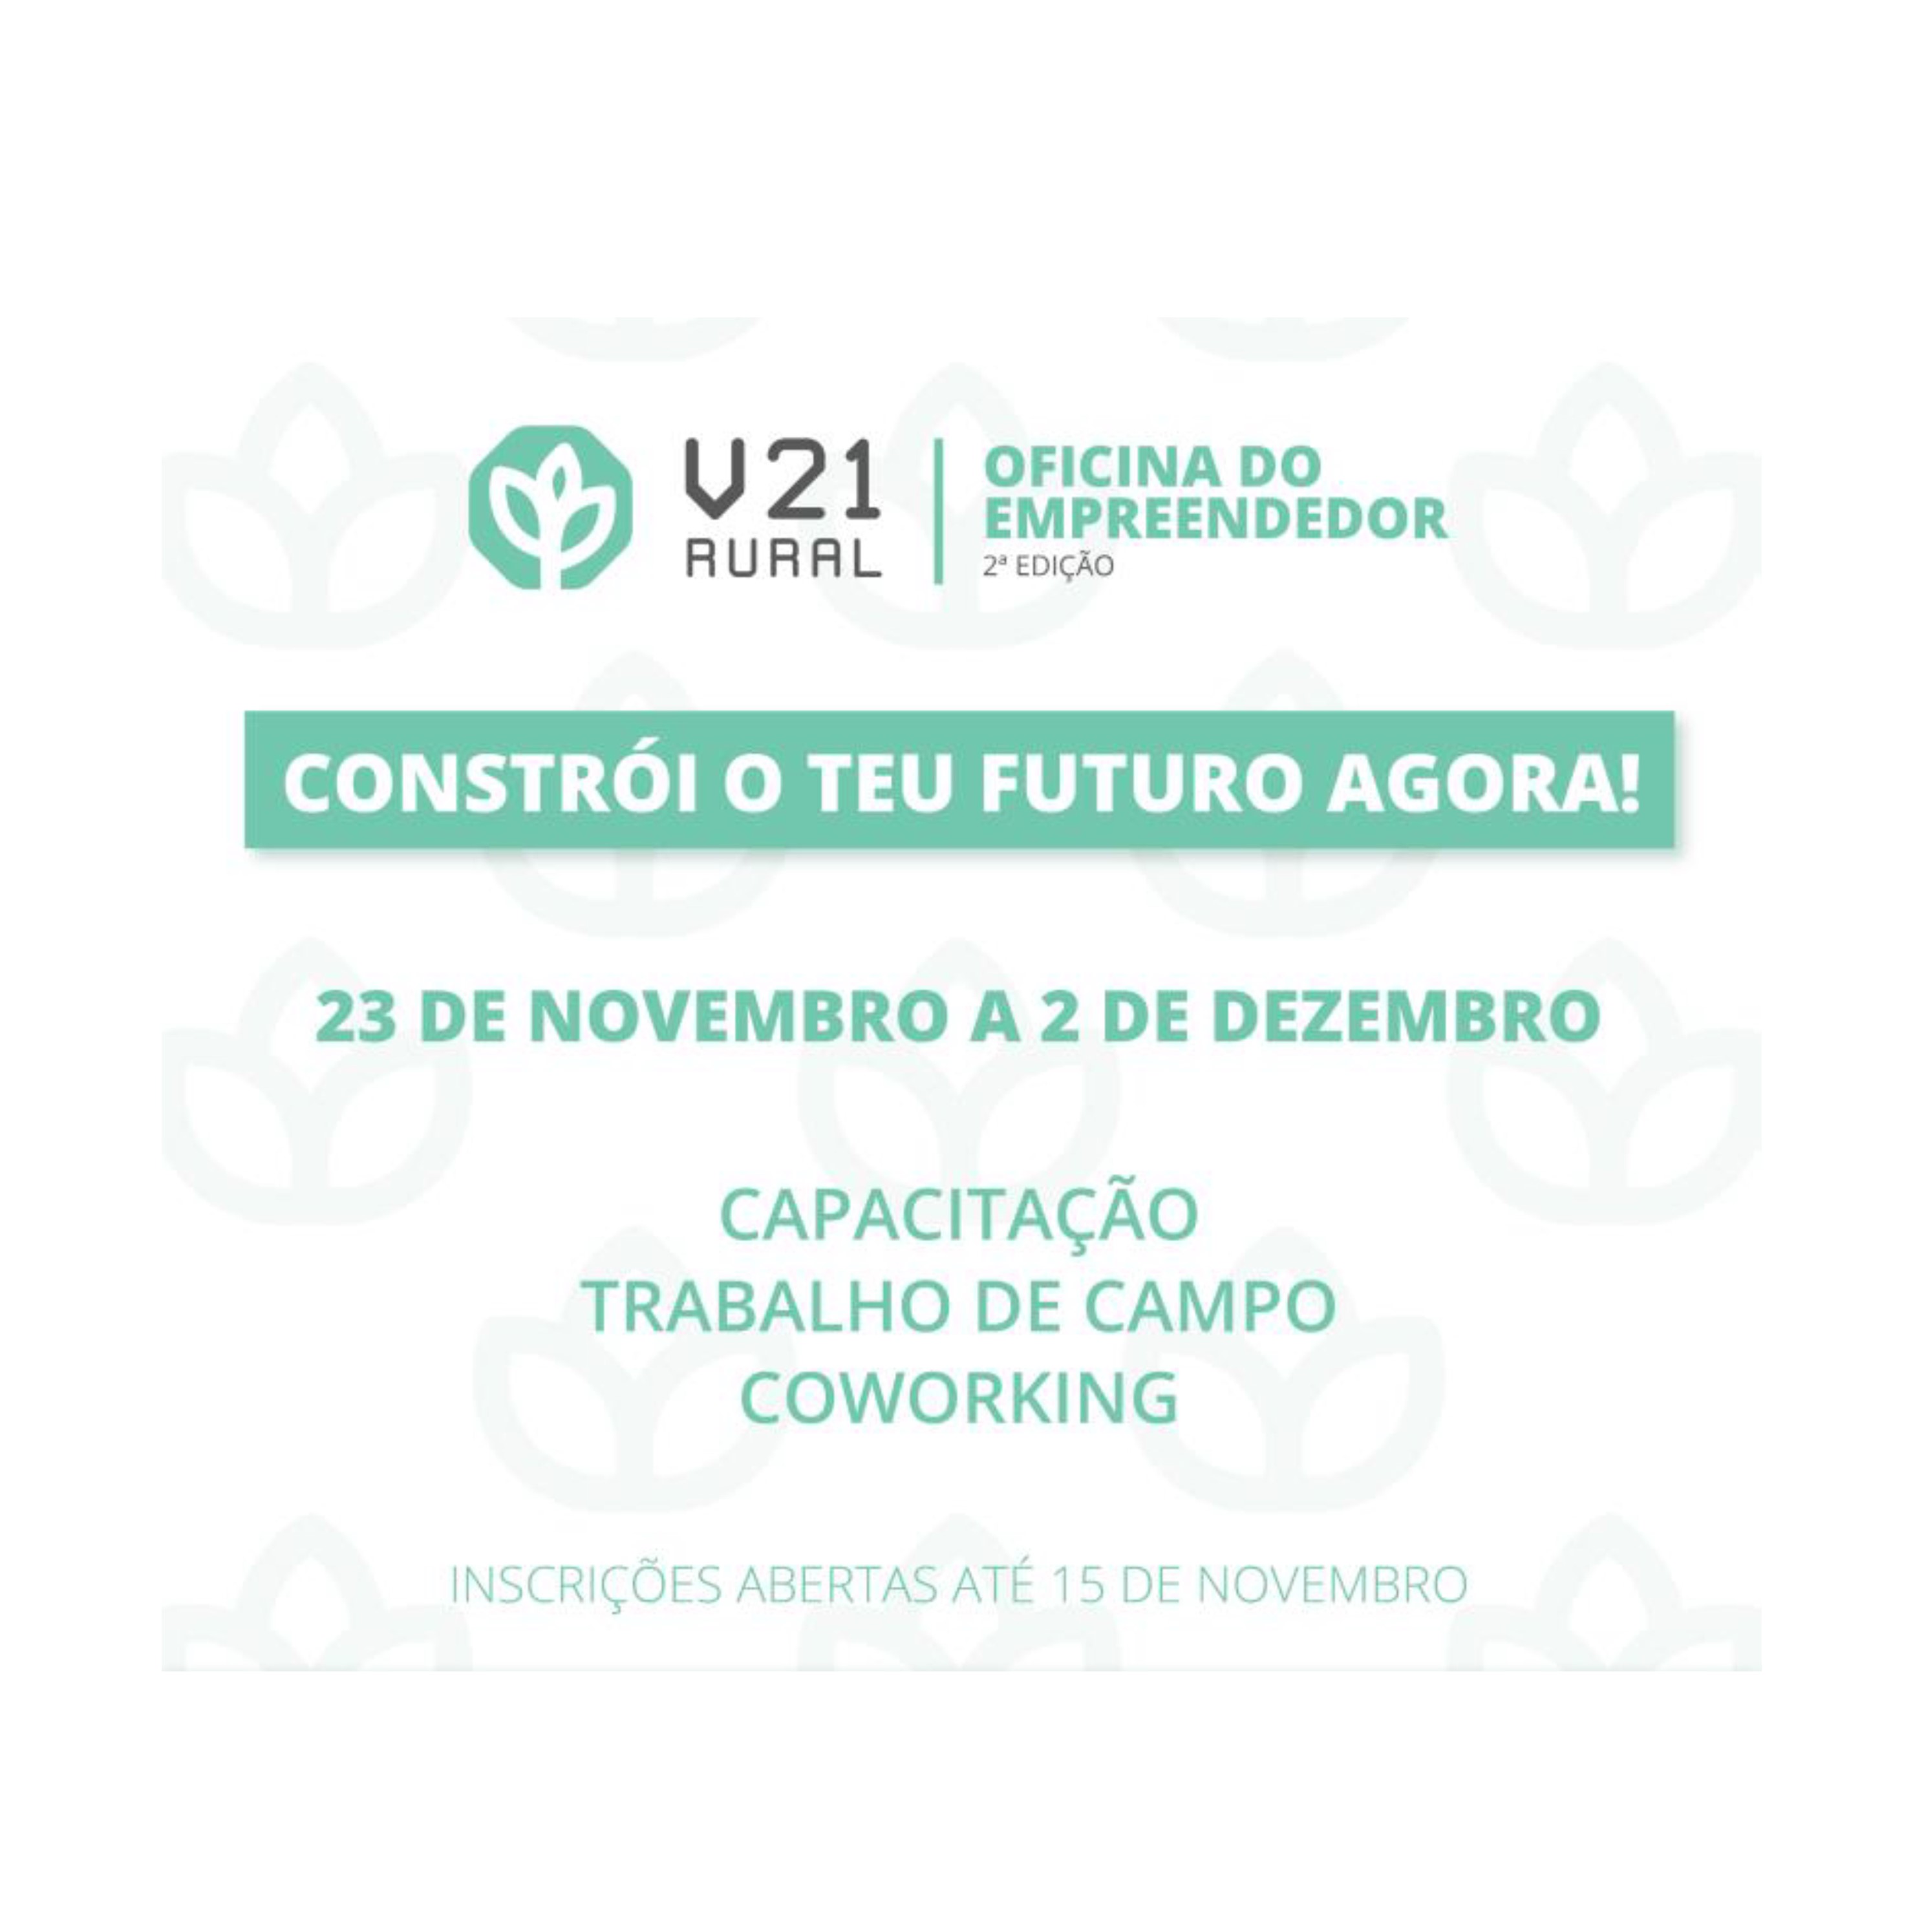 V21
RURAL
OFICINA DO
EMPREENDEDOR
2ª EDIÇÃO
CONSTRÓI O TEU FUTURO AGORA!
23 DE NOVEMBRO A 2 DE DEZEMBRO
CAPACITAÇÃO
TRABALHO DE CAMPO
COWORKING
INSCRIÇÕES ABERTAS ATÉ 15 DE NOVEMBRO